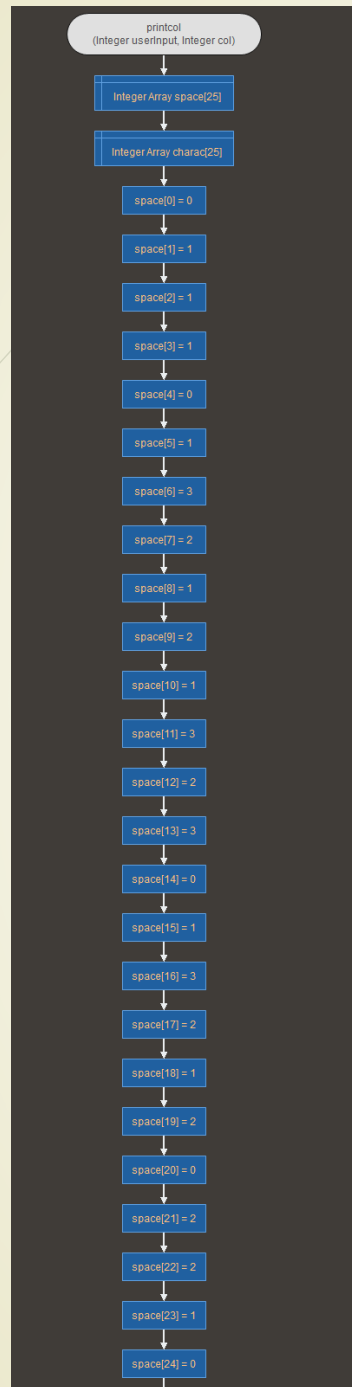 printcol
(Integer userInput, Integer col)
Integer Array space[25]
Integer Array charac[25]
space[0] = 0
space[1] = 1
space[2] = 1
space[3] = 1
space[4] = 0
space[5] = 1
space[6] = 3
space[7] = 2
space[8] = 1
space[9] = 2
space[10] = 1
space[11] = 3
space[12] = 2
space[13] = 3
space[14] = 0
space[15] = 1
space[16] = 3
space[17] = 2
space[18] = 1
space[19] = 2
space[20] = 0
space[21] = 2
space[22] = 2
space[23] = 1
space[24] = 0